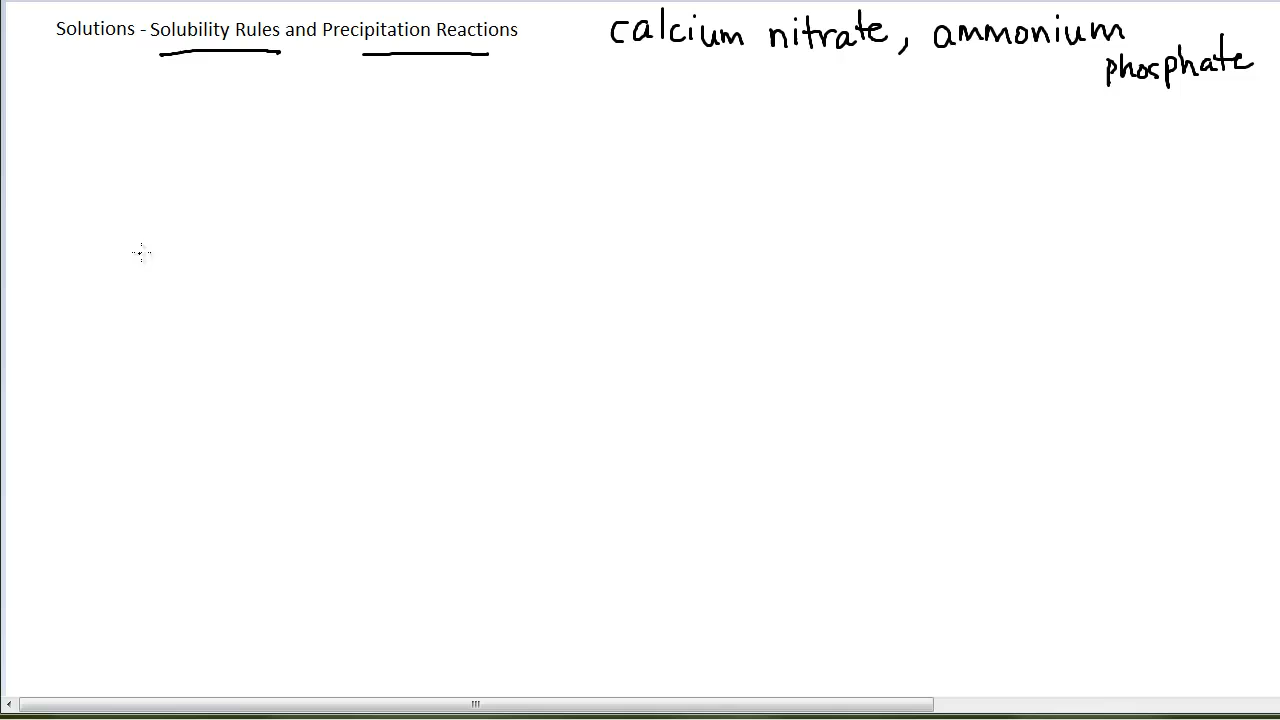 Solutions - Solubility Rules and Precipitation Reactions
calcium nitrate, ammonium
phosphate